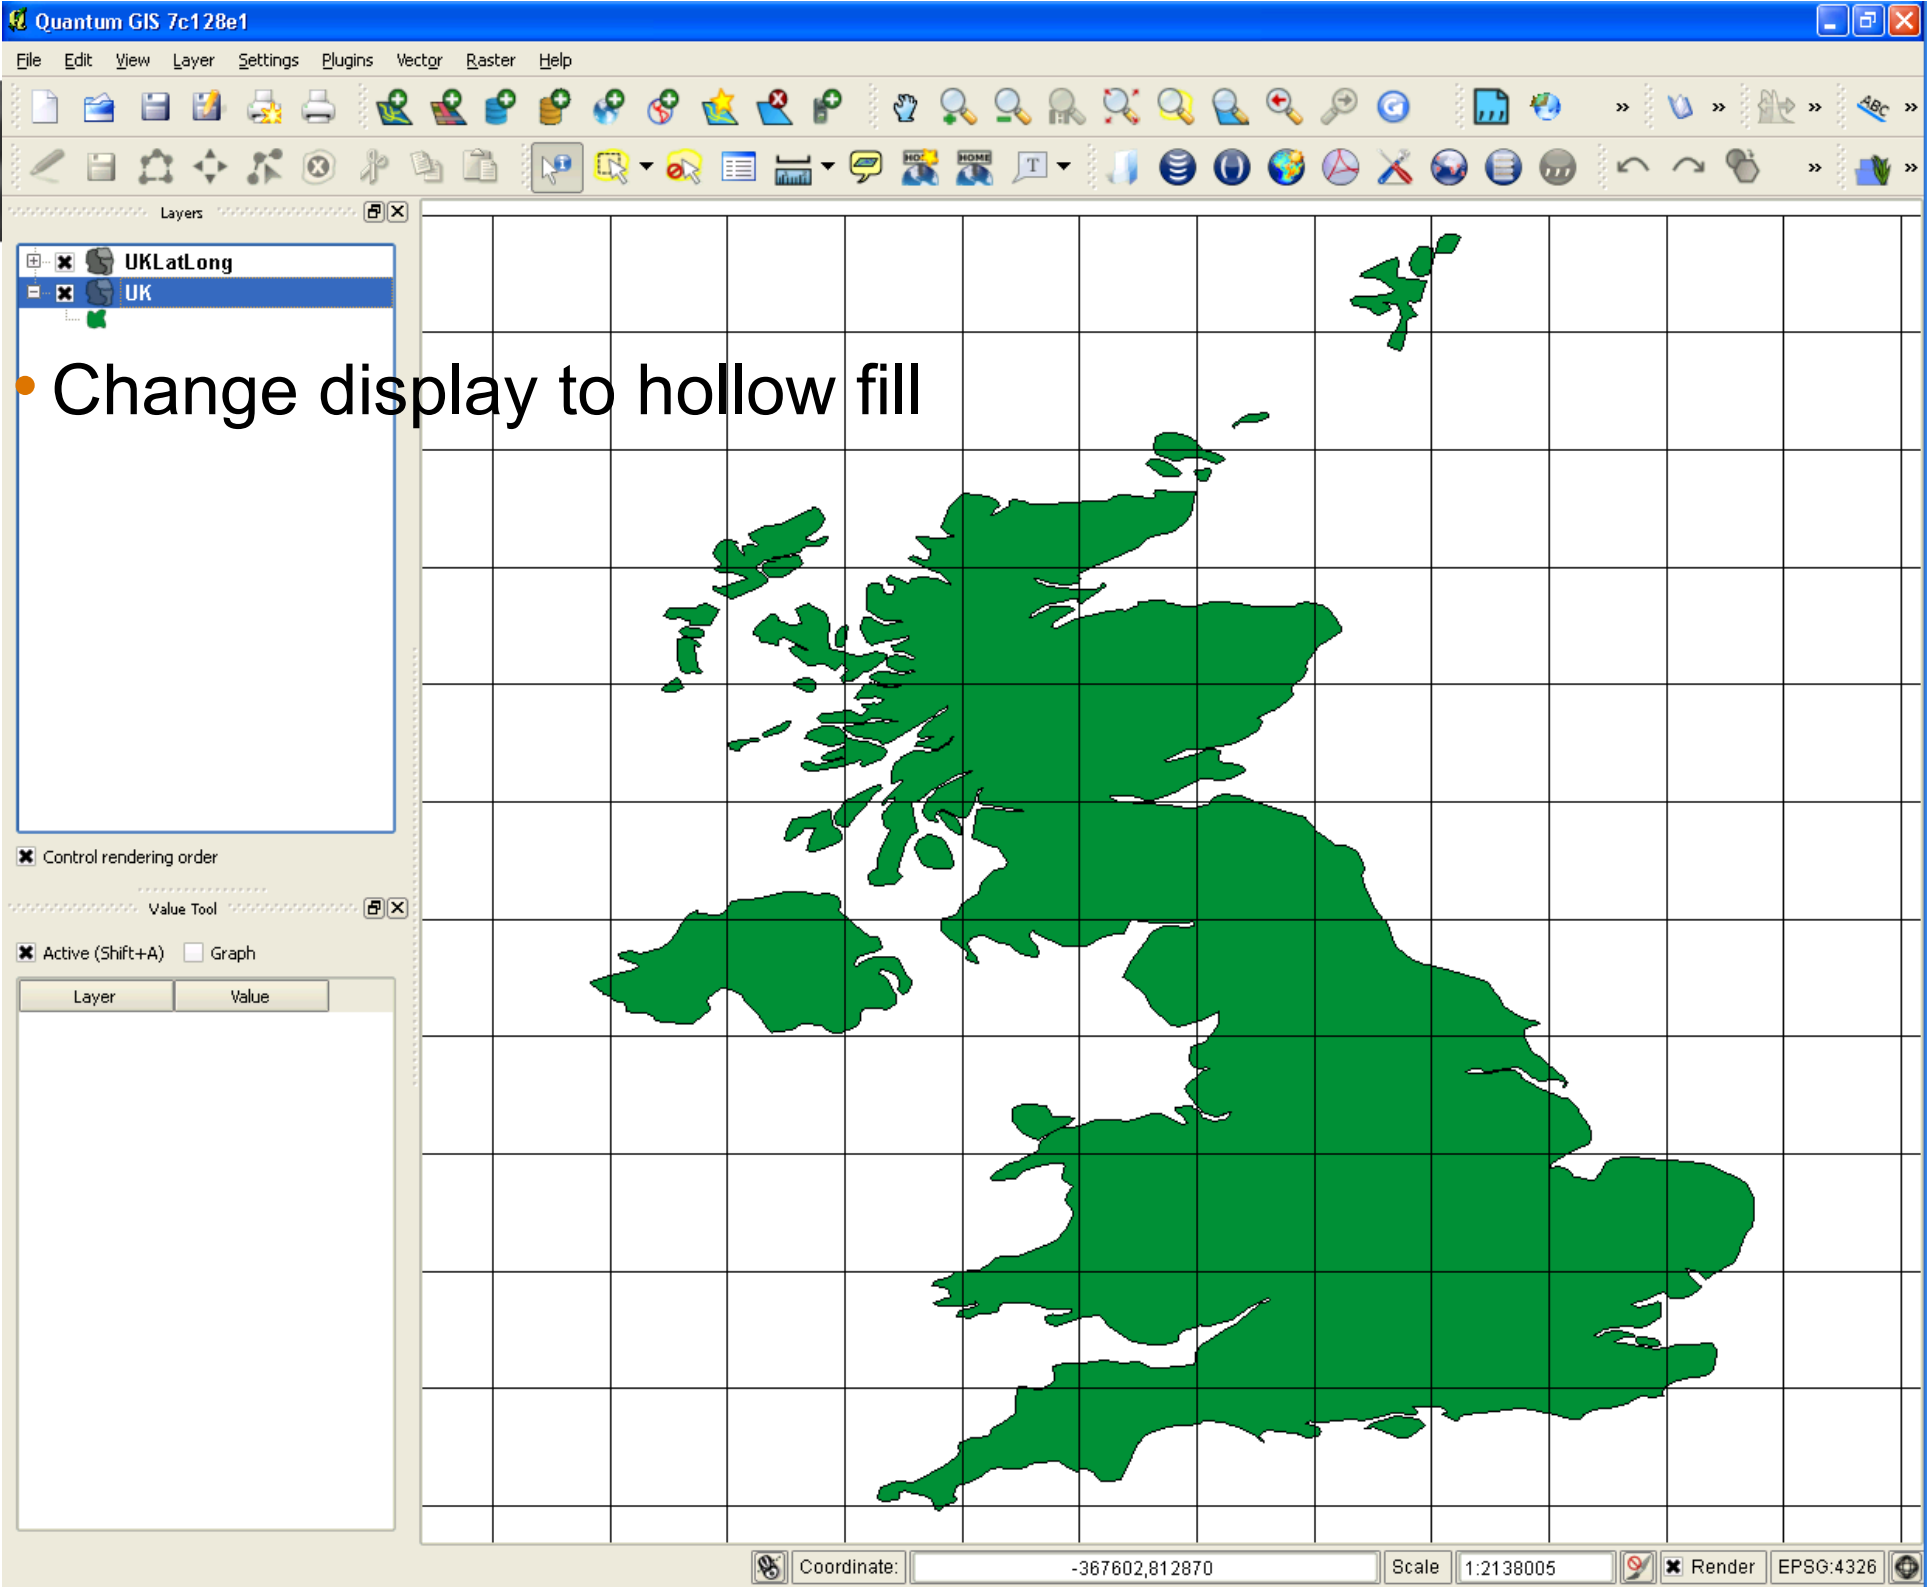 Quantum GIS 7c128e1
File Edit View Layer Settings Plugins Vector Raster Help
ABC
HOME
T
Layers
UKLatLong
UK
• Change display to hollow fill
Control rendering order
Value Tool
Active (Shift+A) Graph
Layer Value
Coordinate: -367602,812870 Scale 1:2138005 Render EPSG:4326